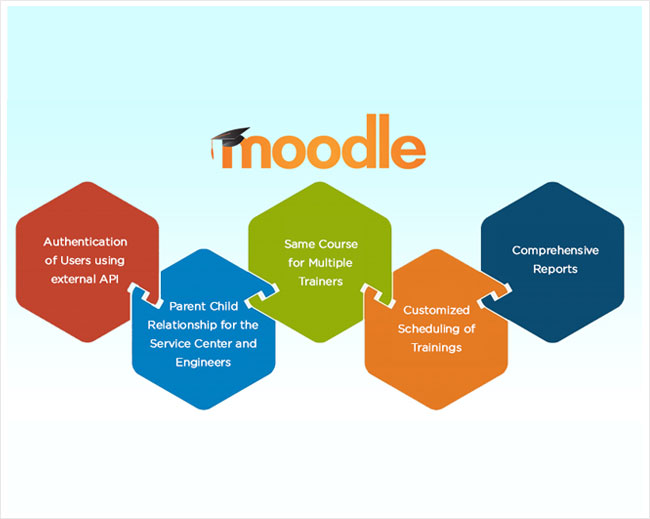 moodle
Authentication
of Users using
external API
Parent Child
Relationship for the
Service Center and
Engineers
Same Course
for Multiple
Trainers
Customized
Scheduling of
Trainings
Comprehensive
Reports